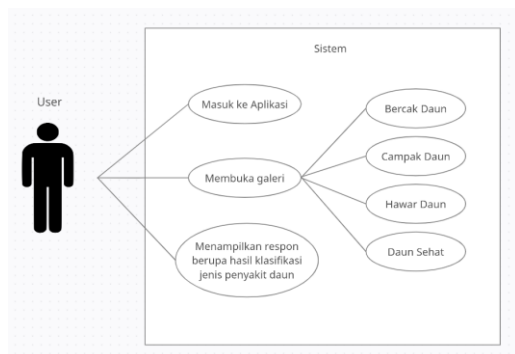 Sistem
User
Masuk ke Aplikasi
Membuka galeri
Menampilkan respon
berupa hasil klasifikasi
jenis penyakit daun
Bercak Daun
Campak Daun
Hawar Daun
Daun Sehat